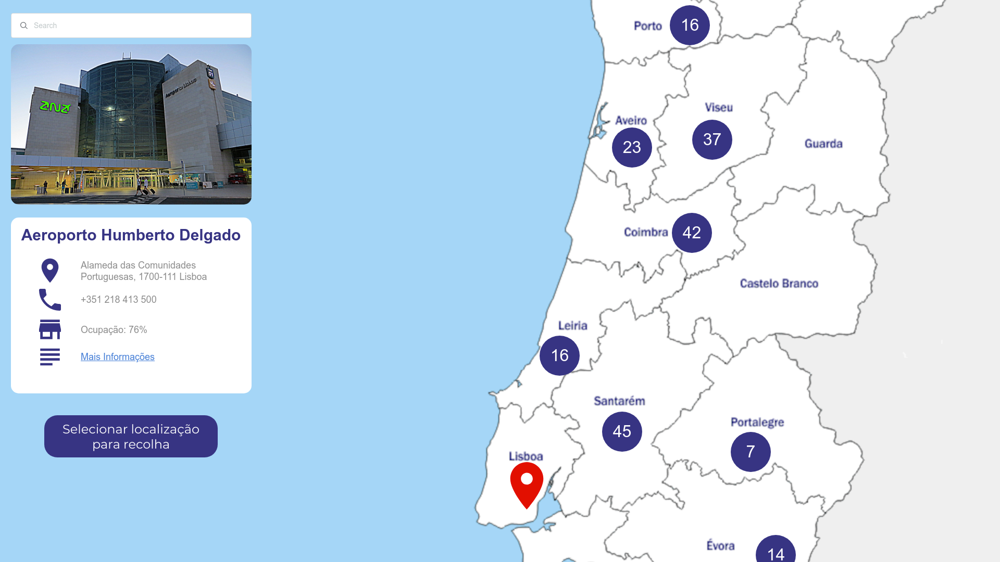 Search
Aeroporto Lisboa
ana
Aeroporto Humberto Delgado
Alameda das Comunidades
Portuguesas, 1700-111 Lisboa
+351 218 413 500
Ocupação: 76%
Mais Informações
Selecionar localização
para recolha
Porto
16
Viseu
37
Aveiro
23
Guarda
Coimbra
42
Castelo Branco
Leiria
16
Santarém
45
Portalegre
7
Lisboa
Évora
14